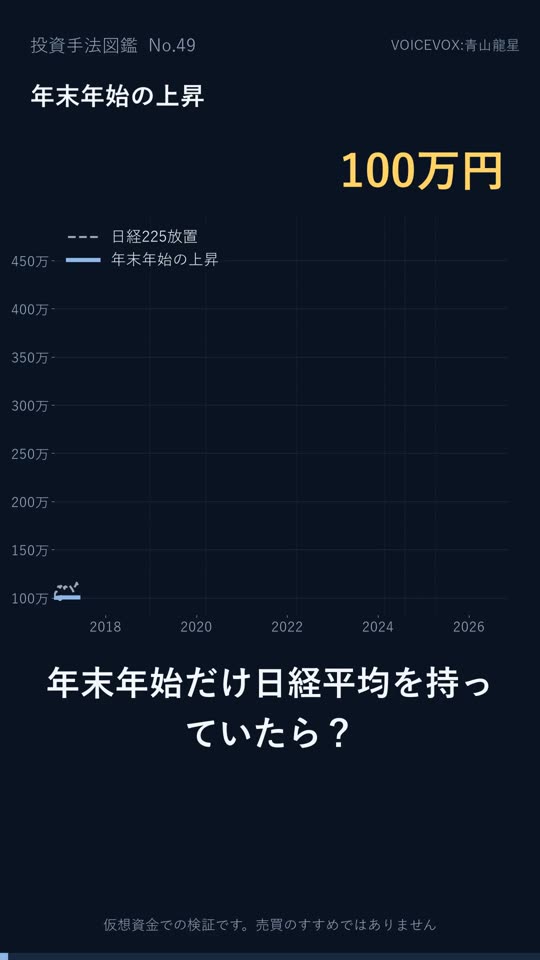 投資手法図鑑 No.49
VOICEVOX:青山龍星
年末年始の上昇
100万円
日経225放置
年末年始の上昇
450万
400万
350万
300万
250万
200万
150万
100万
2018 2020 2022 2024 2026
年末年始だけ日経平均を持っ
ていたら？
仮想資金での検証です。売買のすすめではありません